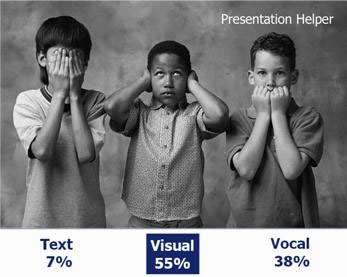 Presentation Helper
Text
7%
Visual
55%
Vocal
38%